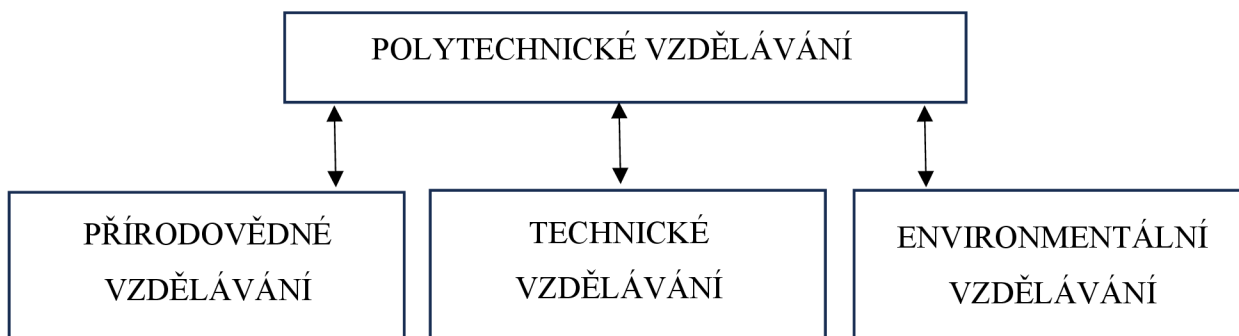 POLYTECHNICKÉ VZDĚLÁVÁNÍ
PŘÍRODOVĚDNÉ
VZDĚLÁVÁNÍ
TECHNICKÉ
VZDĚLÁVÁNÍ
ENVIRONMENTÁLNÍ
VZDĚLÁVÁNÍ